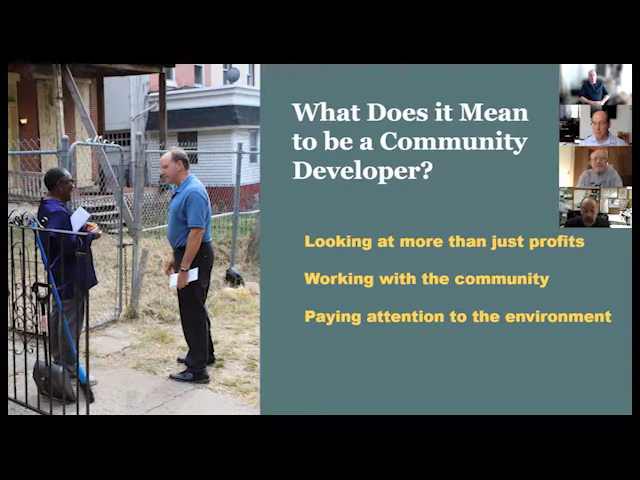 What Does it Mean
to be a Community
Developer?
Looking at more than just profits
Working with the community
Paying attention to the environment